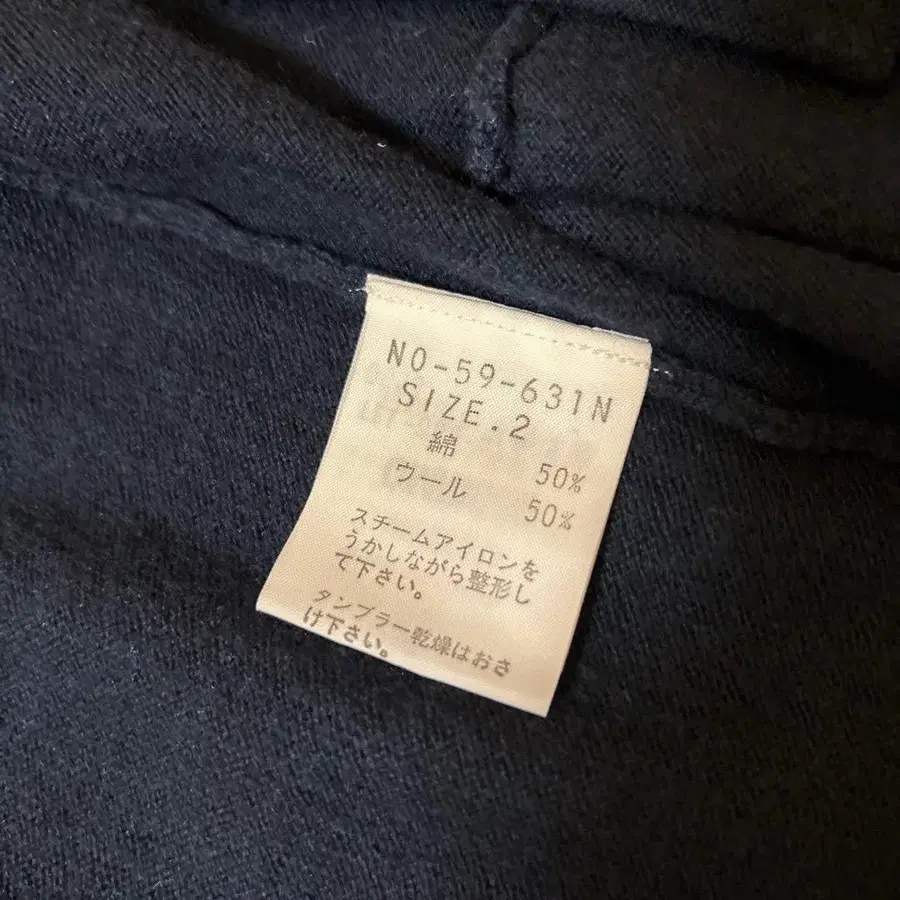 NO-59-631N
SIZE.2
綿 50%
ウール 50%
スチームアイロンを
うかしながら整形し
て下さい。
タンブラー乾燥はおさ
け下さい。